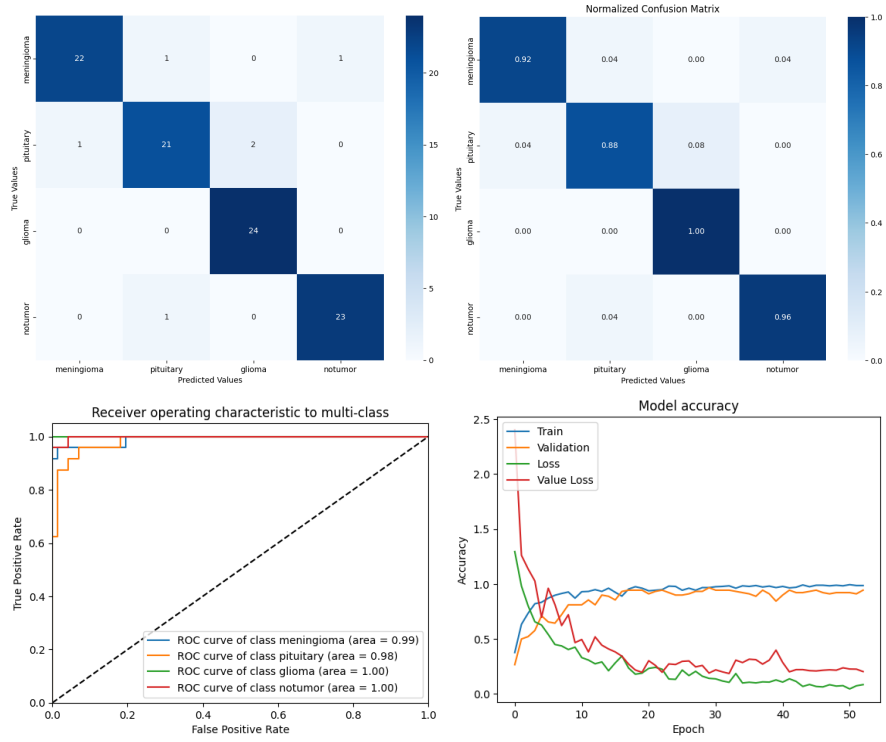 meningioma
pituitary
glioma
notumor
True Values
22 1 0 1
1 21 2 0
0 0 24 0
0 1 0 23
meningioma pituitary glioma notumor
Predicted Values
20
15
10
5
0
Normalized Confusion Matrix
meningioma
pituitary
glioma
notumor
True Values
0.92 0.04 0.00 0.04
0.04 0.88 0.08 0.00
0.00 0.00 1.00 0.00
0.00 0.04 0.00 0.96
meningioma pituitary glioma notumor
Predicted Values
1.0
0.8
0.6
0.4
0.2
0.0
Receiver operating characteristic to multi-class
True Positive Rate
1.0
0.8
0.6
0.4
0.2
0.0
ROC curve of class meningioma (area = 0.99)
ROC curve of class pituitary (area = 0.98)
ROC curve of class glioma (area = 1.00)
ROC curve of class notumor (area = 1.00)
0.0 0.2 0.4 0.6 0.8 1.0
False Positive Rate
Model accuracy
Accuracy
2.5
2.0
1.5
1.0
0.5
0.0
Train
Validation
Loss
Value Loss
0 10 20 30 40 50
Epoch